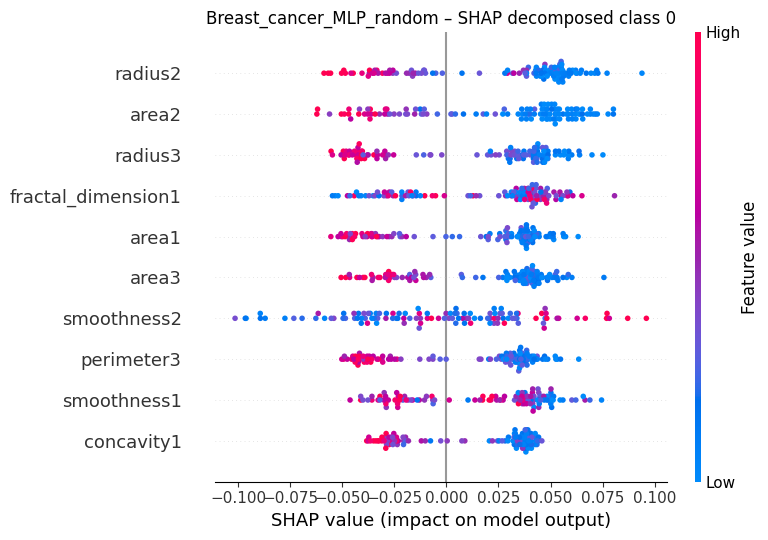 Breast_cancer_MLP_random – SHAP decomposed class 0
High
radius2
area2
radius3
fractal_dimension1
area1
area3
smoothness2
perimeter3
smoothness1
concavity1
Feature value
Low
−0.100 −0.075 −0.050 −0.025 0.000 0.025 0.050 0.075 0.100
SHAP value (impact on model output)